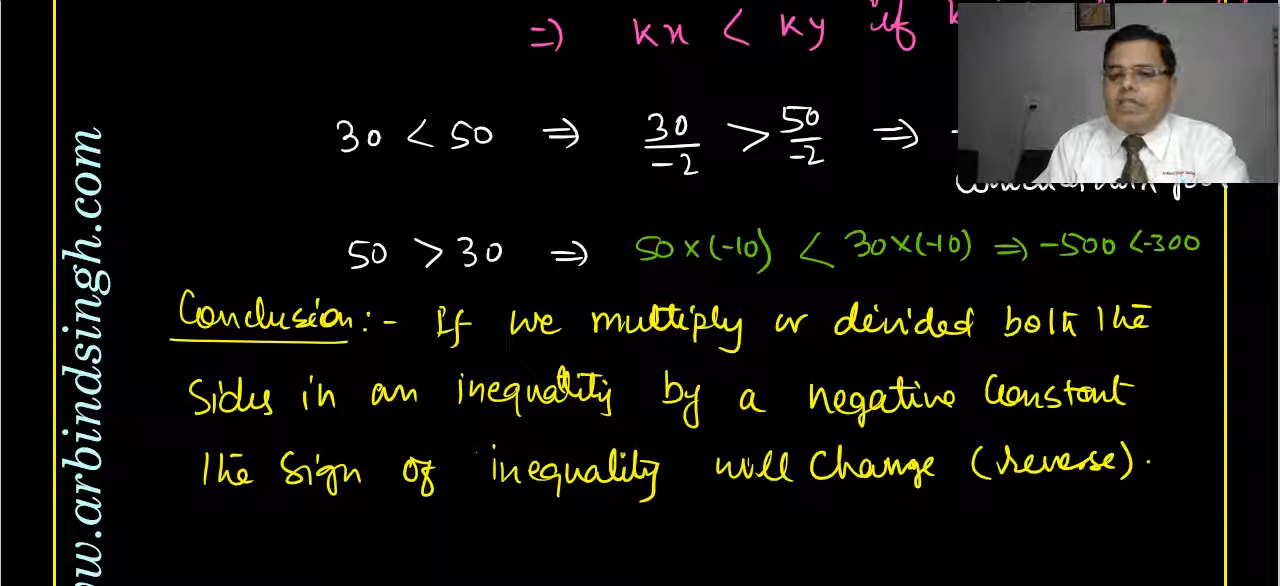 ⇒ kx < ky if k
30 < 50 ⇒ 30/-2 > 50/-2 ⇒ -
50 > 30 ⇒ 50×(-10) < 30×(-10) ⇒ -500 <-300
Conclusion:- If we multiply or divided both the
sides in an inequality by a negative constant
the sign of inequality will change (reverse).
w.arbindsingh.com